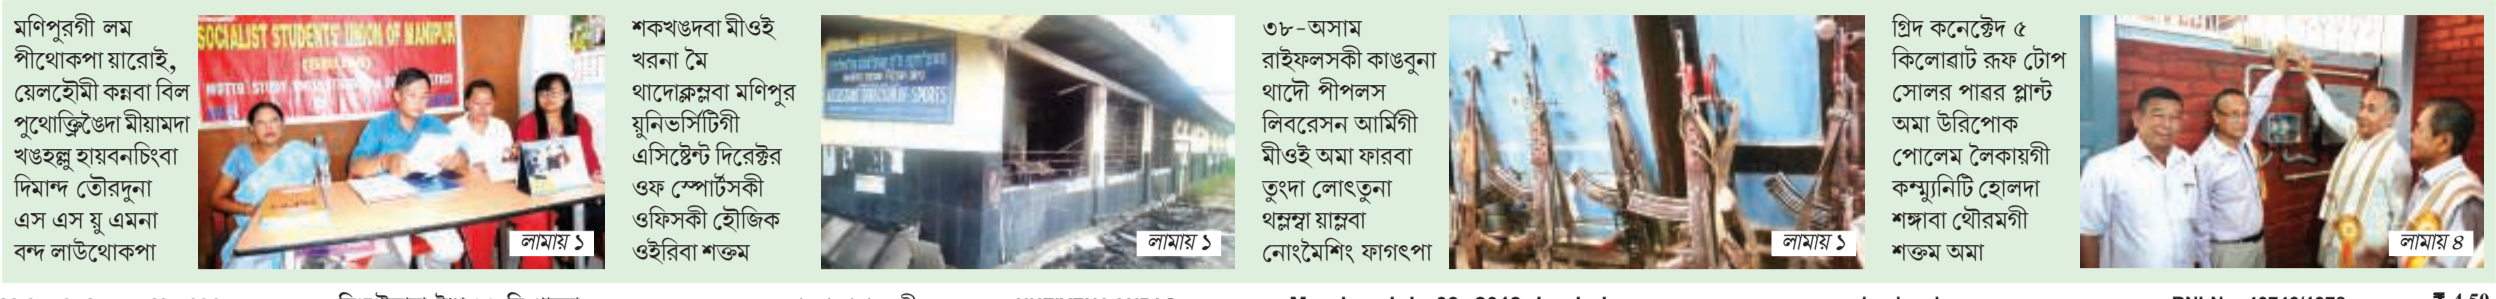 মণিপুরগী লম
পীথোকপা য়ারোই,
য়েলহৌমী কন্নবা বিল
পুথোক্ত্রিঙৈদা মীয়ামদা
খঙহল্লু হায়বনচিংবা
দিমান্দ তৌরদুনা
এস এস য়ু এমনা
বন্দ লাউথোকপা
SOCIALIST STUDENTS' UNION OF MANIPUR
লামায় ১
শকখঙদবা মীওই
খরনা মৈ
থাদোক্লম্লবা মণিপুর
য়ুনিভর্সিটিগী
এসিষ্টেন্ট দিরেক্টর
ওফ স্পোর্টসকী
ওফিসকী হৌজিক
ওইরিবা শক্তম
ASSISTANT DIRECTOR OF SPORTS
লামায় ১
৩৮-অসাম
রাইফলসকী কাঙবুনা
থাদৌ পীপলস
লিবরেসন আর্মিগী
মীওই অমা ফারবা
তুংদা লোৎতুনা
থম্লম্বা য়াম্লবা
নোংমৈশিং ফাগৎপা
লামায় ১
গ্রিদ কনেক্টেদ ৫
কিলোৱাট রূফ টোপ
সোলর পাৱর প্লান্ট
অমা উরিপোক
পোলেম লৈকায়গী
কম্ম্যুনিটি হোলদা
শঙ্গাবা থৌরমগী
শক্তম অমা
লামায় ৪